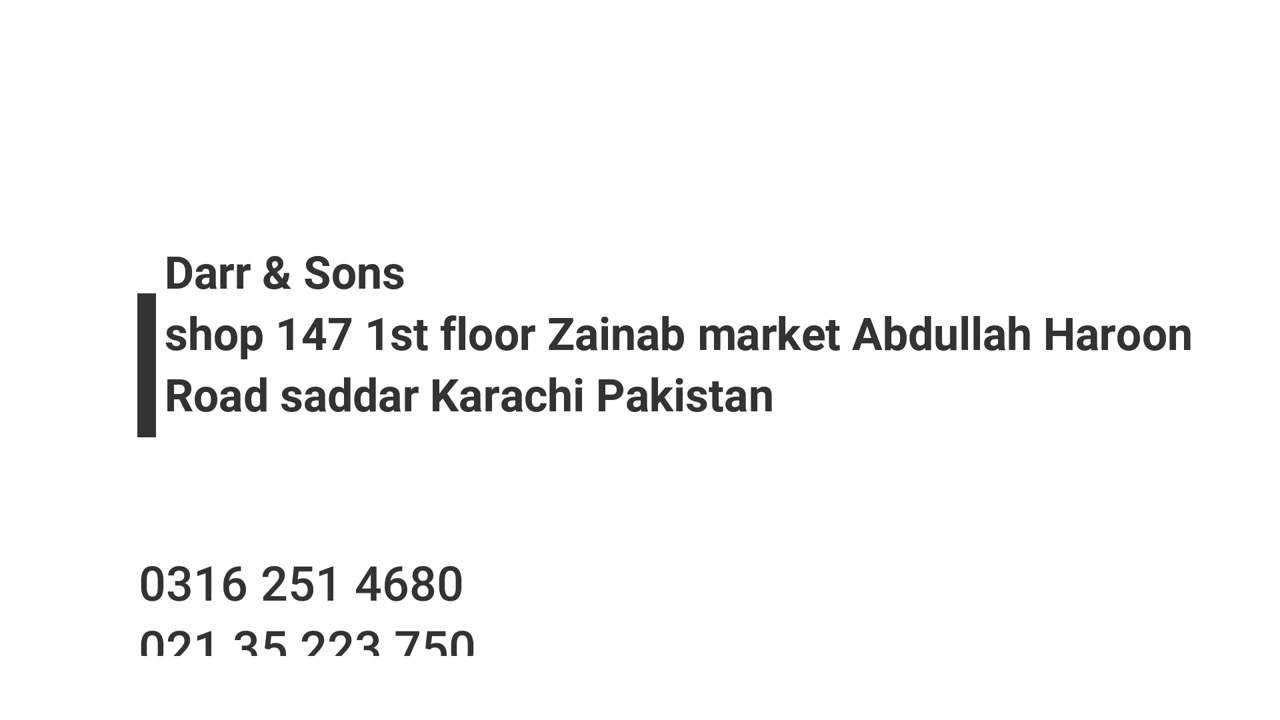 Darr & Sons
shop 147 1st floor Zainab market Abdullah Haroon
Road saddar Karachi Pakistan
0316 251 4680
021 35 223 750